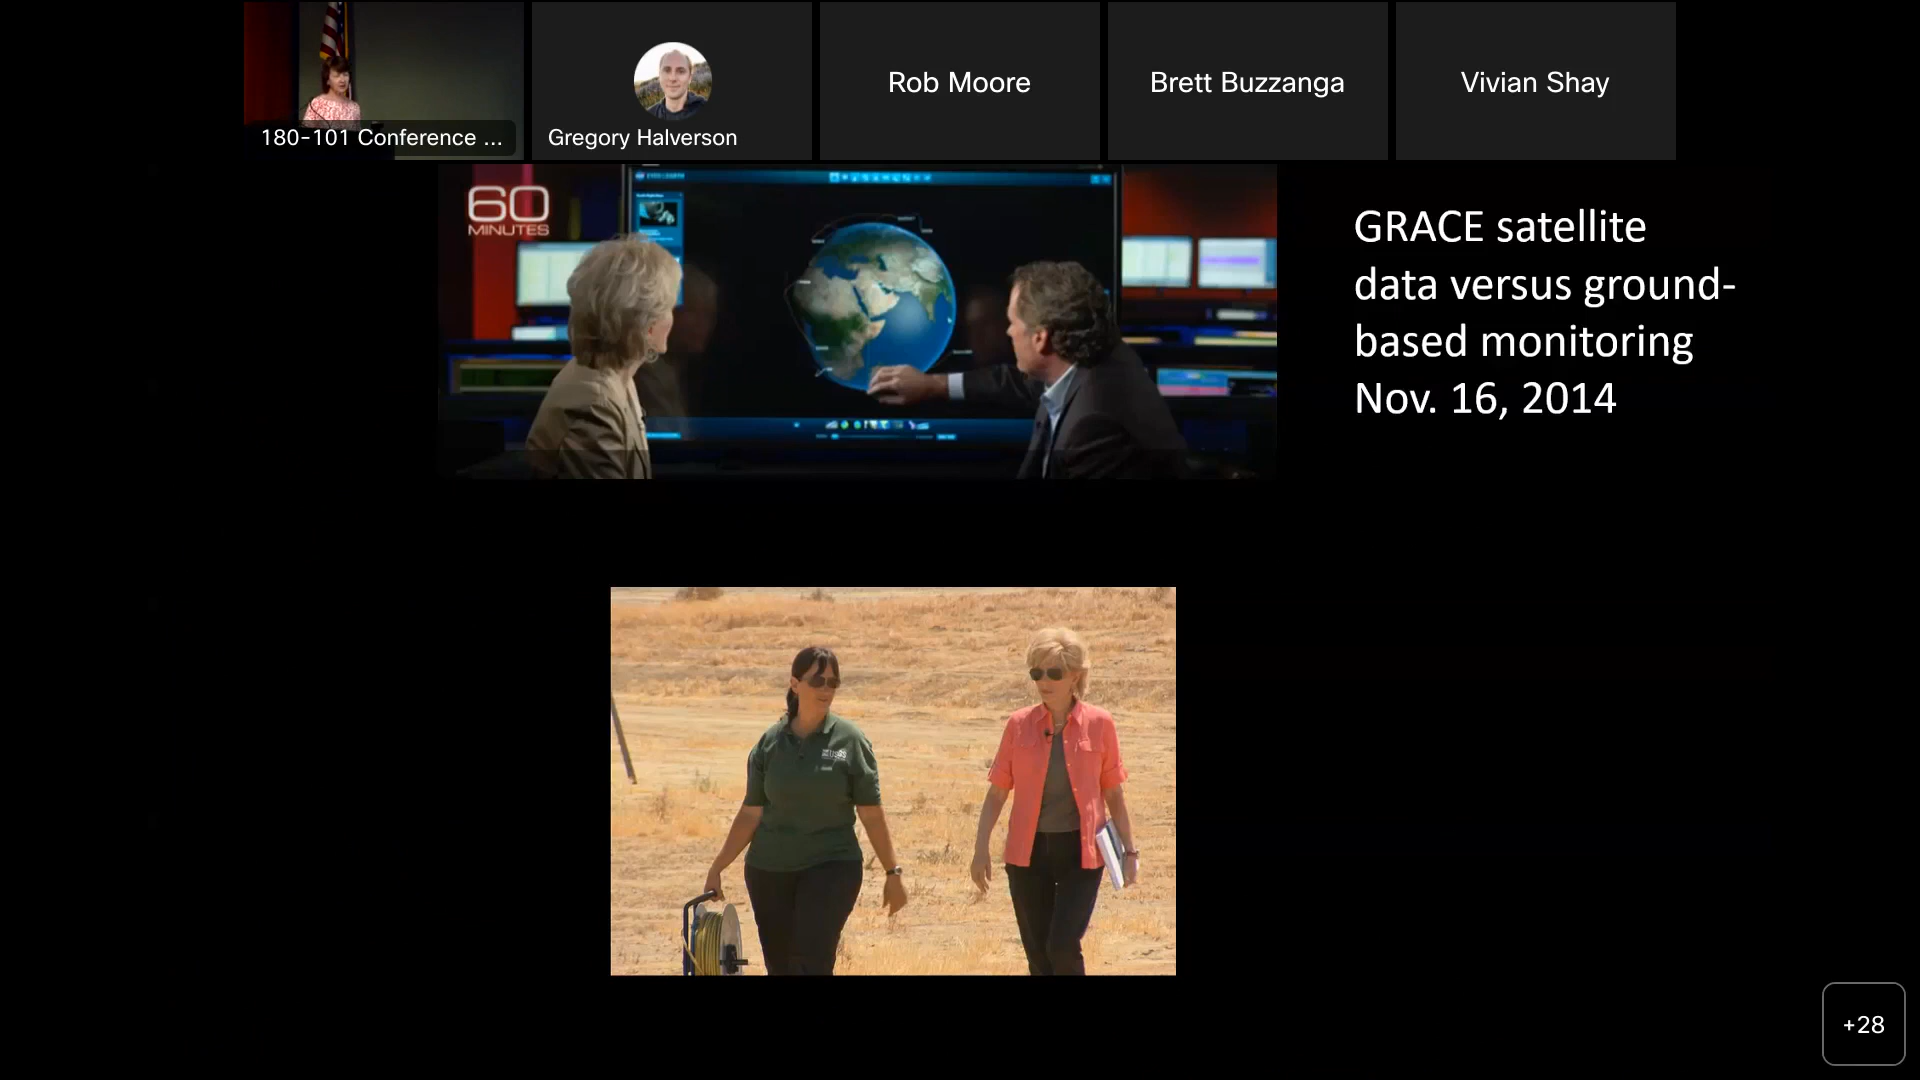 180-101 Conference ...
Gregory Halverson
Rob Moore
Brett Buzzanga
Vivian Shay
60
MINUTES
GRACE satellite
data versus ground-
based monitoring
Nov. 16, 2014
+28